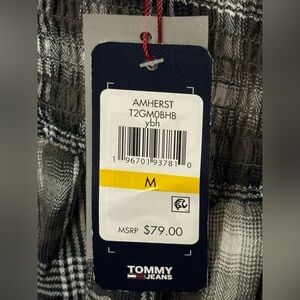 AMHERST
T2GM0BHB
ybh
1 96701 93781 0
M
MSRP $79.00
TOMMY
JEANS